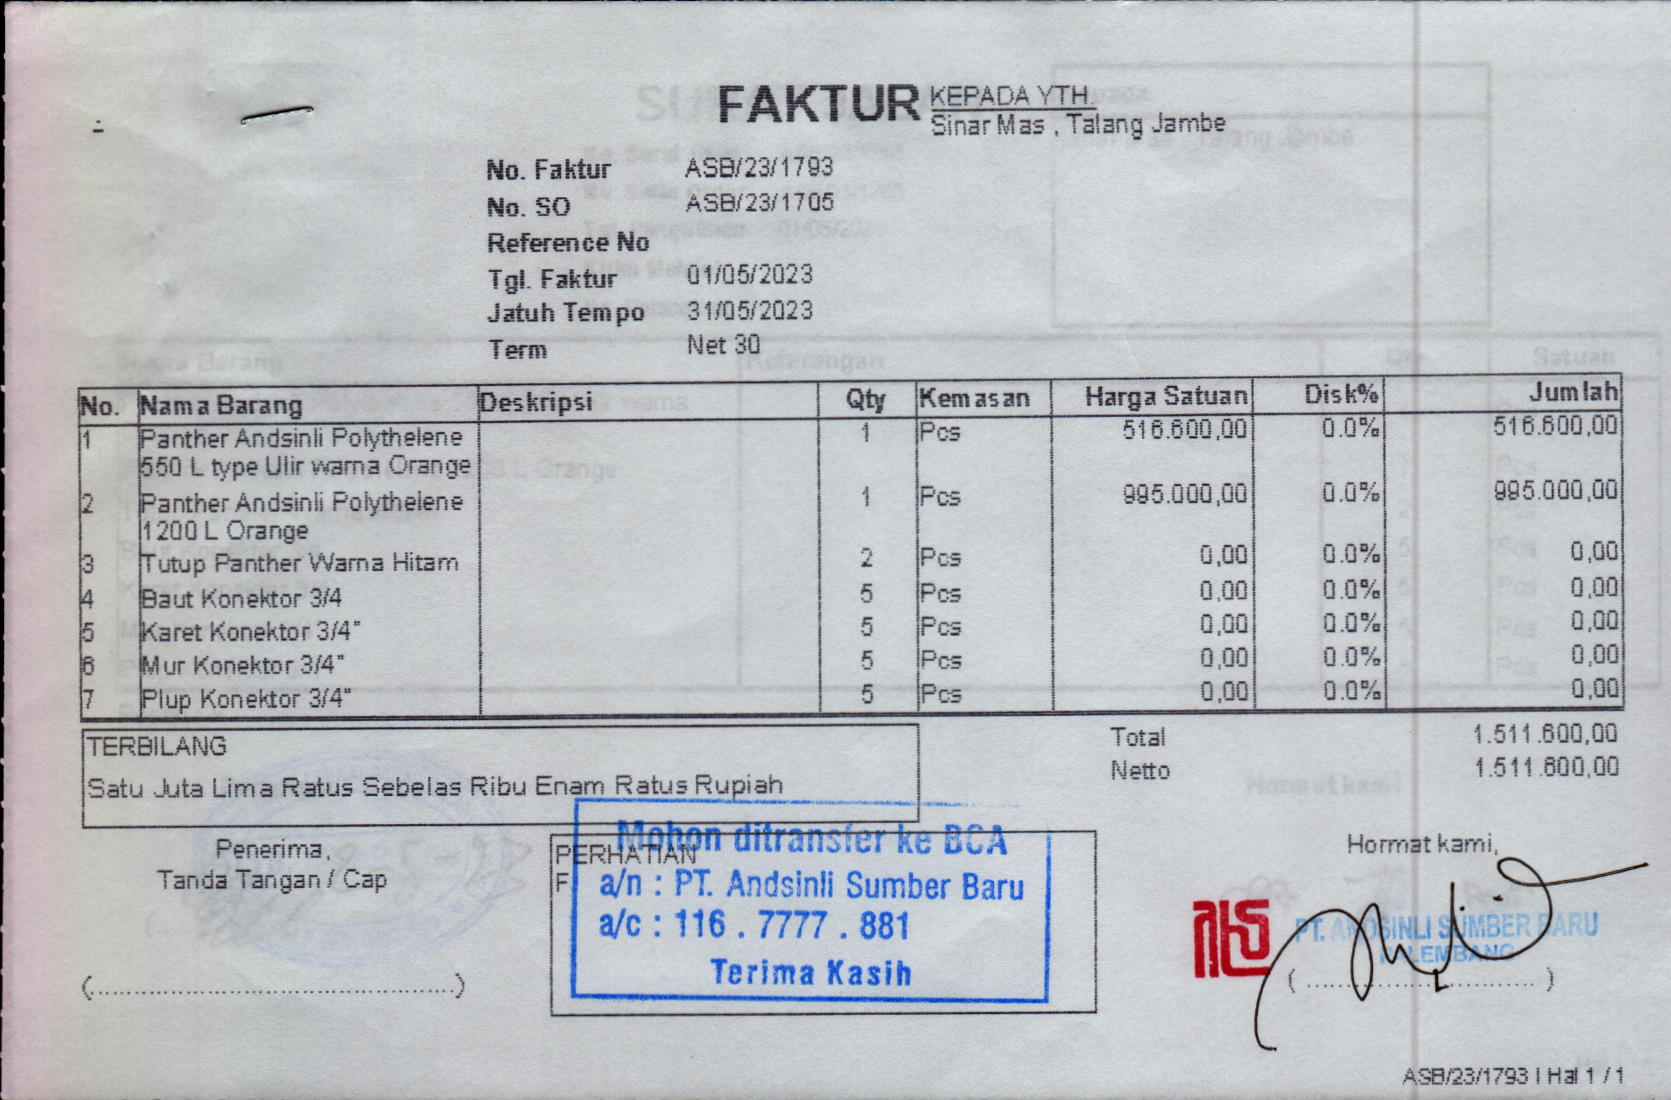 FAKTUR
KEPADA YTH.
Sinar Mas , Talang Jambe
No. Faktur ASB/23/1793
No. SO ASB/23/1705
Reference No
Tgl. Faktur 01/05/2023
Jatuh Tempo 31/05/2023
Term Net 30
No. Nama Barang Deskripsi Qty Kemasan Harga Satuan Disk% Jumlah
1 Panther Andsinli Polythelene 1 Pcs 516.600,00 0.0% 516.600,00
550 L type Ulir warna Orange
2 Panther Andsinli Polythelene 1 Pcs 995.000,00 0.0% 995.000,00
1200 L Orange
3 Tutup Panther Warna Hitam 2 Pcs 0,00 0.0% 0,00
4 Baut Konektor 3/4 5 Pcs 0,00 0.0% 0,00
5 Karet Konektor 3/4" 5 Pcs 0,00 0.0% 0,00
6 Mur Konektor 3/4" 5 Pcs 0,00 0.0% 0,00
7 Plup Konektor 3/4" 5 Pcs 0,00 0.0% 0,00
TERBILANG
Satu Juta Lima Ratus Sebelas Ribu Enam Ratus Rupiah
Total 1.511.600,00
Netto 1.511.600,00
Penerima,
Tanda Tangan / Cap
(............................................)
PERHATIAN
F
Mohon ditransfer ke BCA
a/n : PT. Andsinli Sumber Baru
a/c : 116 . 7777 . 881
Terima Kasih
Hormat kami,
PT. ANDSINLI SUMBER BARU
PALEMBANG
( ............................ )
ASB/23/1793 | Hal 1 / 1